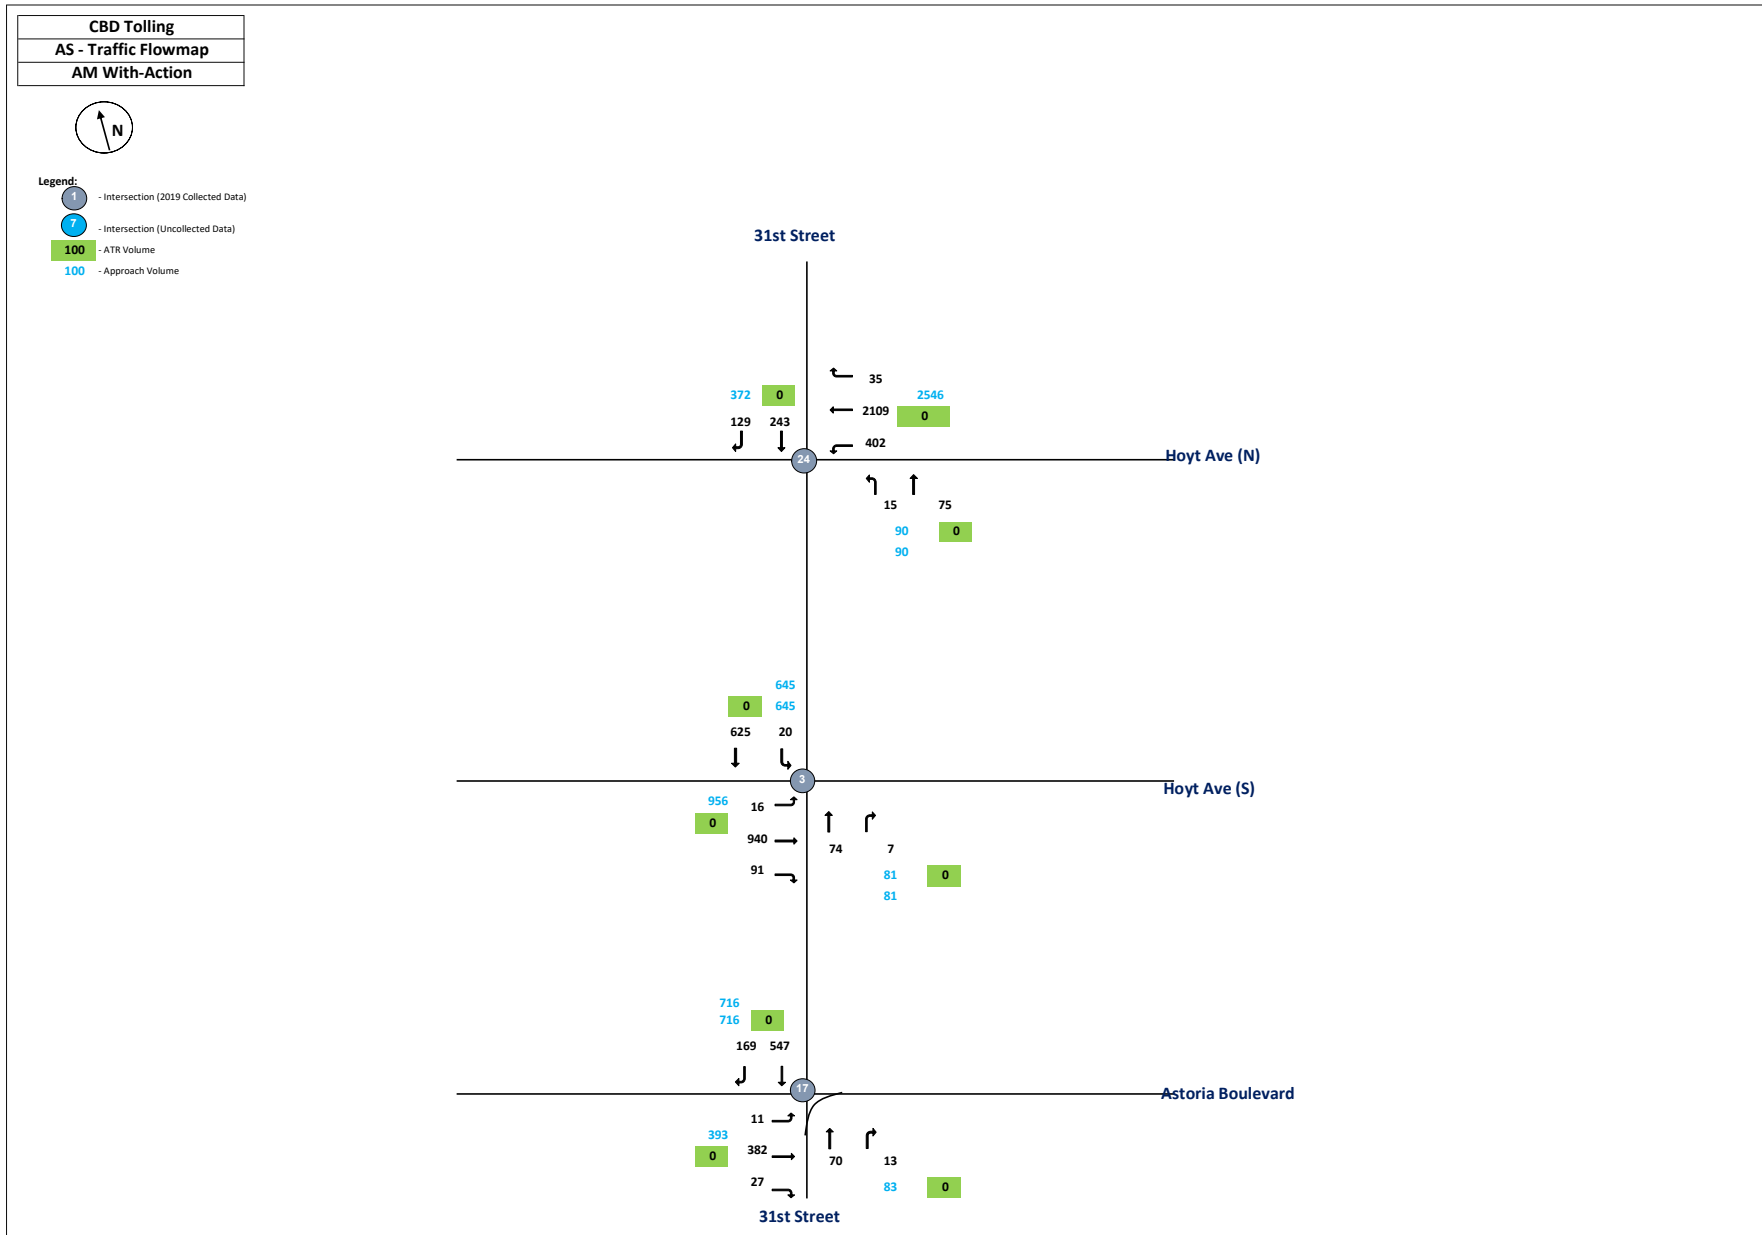 CBD Tolling
AS - Traffic Flowmap
AM With-Action
N
Legend:
1 - Intersection (2019 Collected Data)
7 - Intersection (Uncollected Data)
100 - ATR Volume
100 - Approach Volume
31st Street
35
372 0 2546
2109 0
129 243
402
24
Hoyt Ave (N)
15 75
90 0
90
645
0 645
625 20
3
Hoyt Ave (S)
956 16
0
940
74 7
91
81 0
81
716
716 0
169 547
17
Astoria Boulevard
11
393
0 382
70 13
27
83 0
31st Street